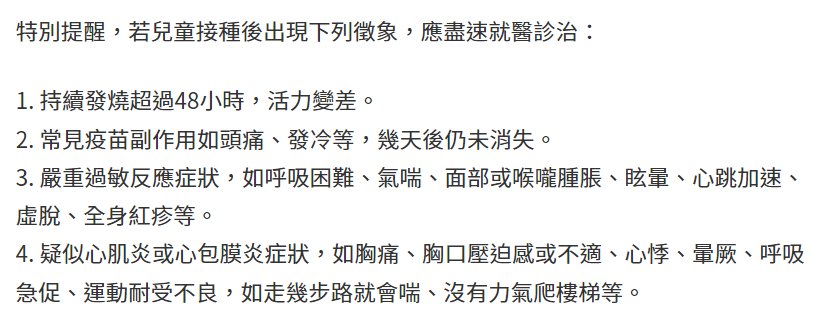 特別提醒，若兒童接種後出現下列徵象，應盡速就醫診治：
1. 持續發燒超過48小時，活力變差。
2. 常見疫苗副作用如頭痛、發冷等，幾天後仍未消失。
3. 嚴重過敏反應症狀，如呼吸困難、氣喘、面部或喉嚨腫脹、眩暈、心跳加速、
虛脫、全身紅疹等。
4. 疑似心肌炎或心包膜炎症狀，如胸痛、胸口壓迫感或不適、心悸、暈厥、呼吸
急促、運動耐受不良，如走幾步路就會喘、沒有力氣爬樓梯等。